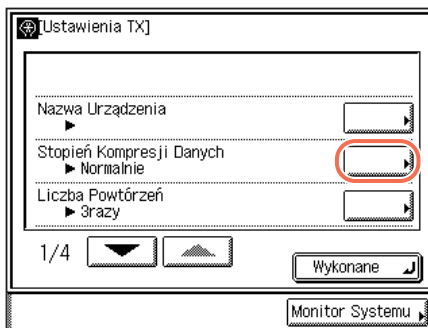 [Ustawienia TX]
Nazwa Urządzenia
►
Stopień Kompresji Danych
► Normalnie
Liczba Powtórzeń
► 3razy
1/4
Wykonane
Monitor Systemu